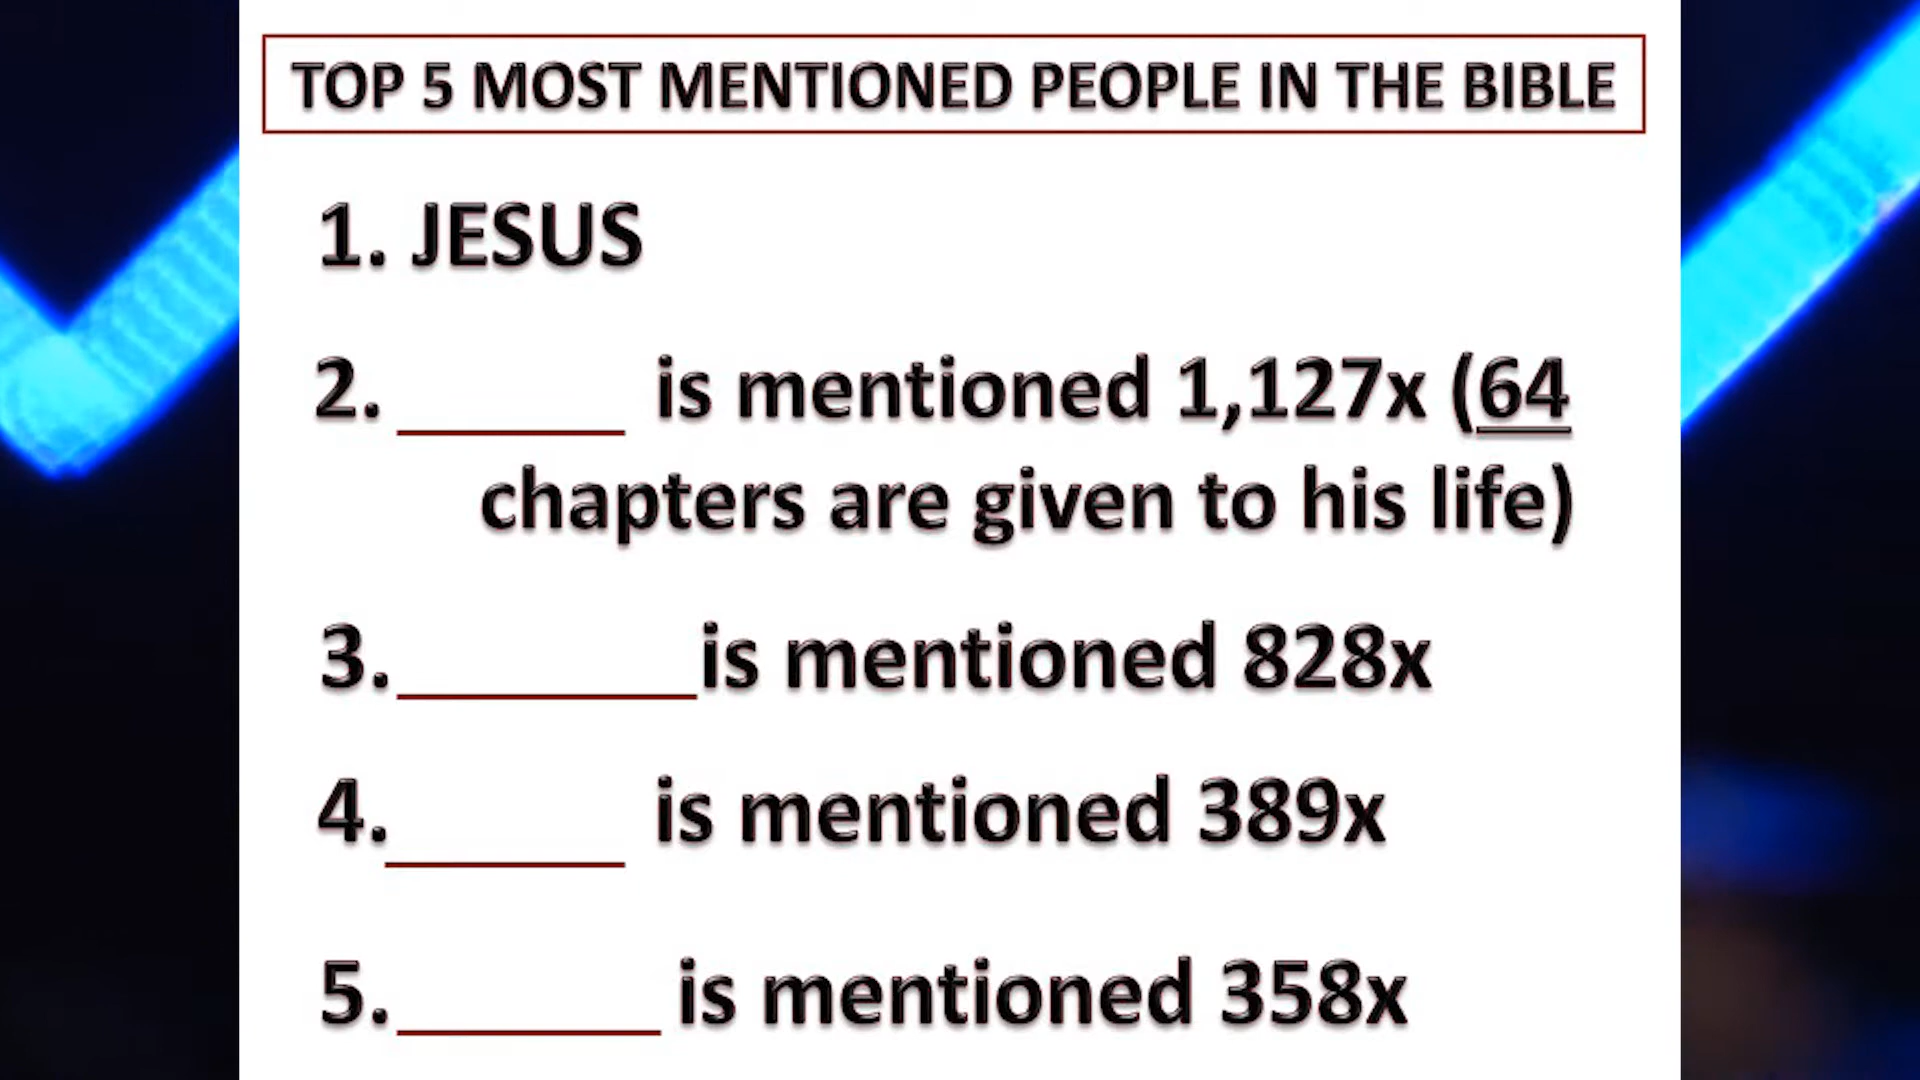 TOP 5 MOST MENTIONED PEOPLE IN THE BIBLE
1. JESUS
2. ______ is mentioned 1,127x (64
chapters are given to his life)
3.________is mentioned 828x
4.______ is mentioned 389x
5._______ is mentioned 358x